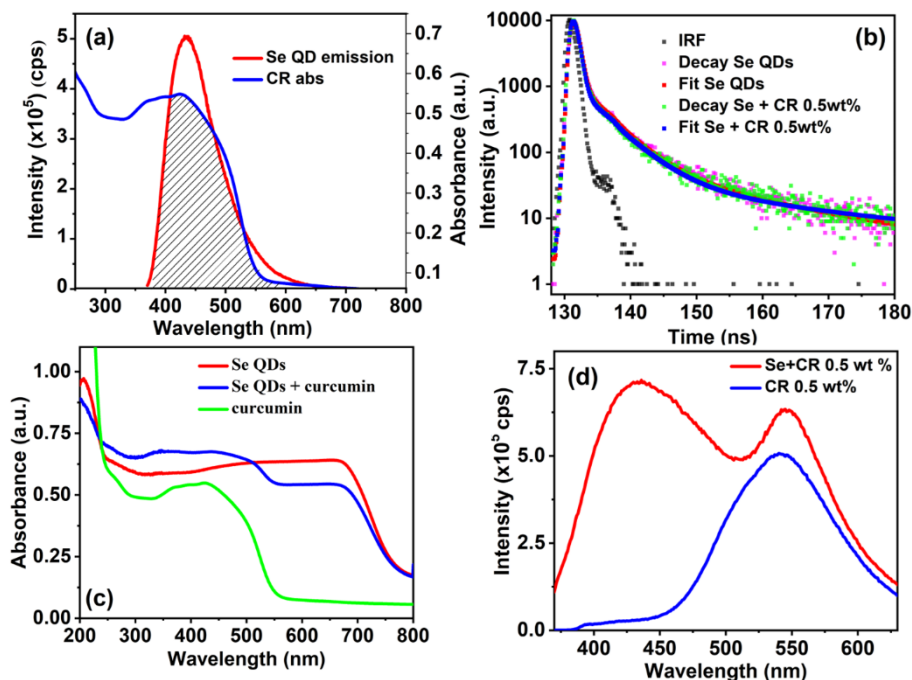 (a)
Se QD emission
CR abs
Intensity (x10⁵) (cps)
5
4
3
2
1
0
Absorbance (a.u.)
0.7
0.6
0.5
0.4
0.3
0.2
0.1
300 400 500 600 700 800
Wavelength (nm)
(b)
IRF
Decay Se QDs
Fit Se QDs
Decay Se + CR 0.5wt%
Fit Se + CR 0.5wt%
Intensity (a.u.)
10000
1000
100
10
1
130 140 150 160 170 180
Time (ns)
(c)
Se QDs
Se QDs + curcumin
curcumin
Absorbance (a.u.)
1.00
0.75
0.50
0.25
0.00
200 300 400 500 600 700 800
Wavelength (nm)
(d)
Se+CR 0.5 wt %
CR 0.5 wt%
Intensity (x10⁵ cps)
7.5
5.0
2.5
0.0
400 450 500 550 600
Wavelength (nm)